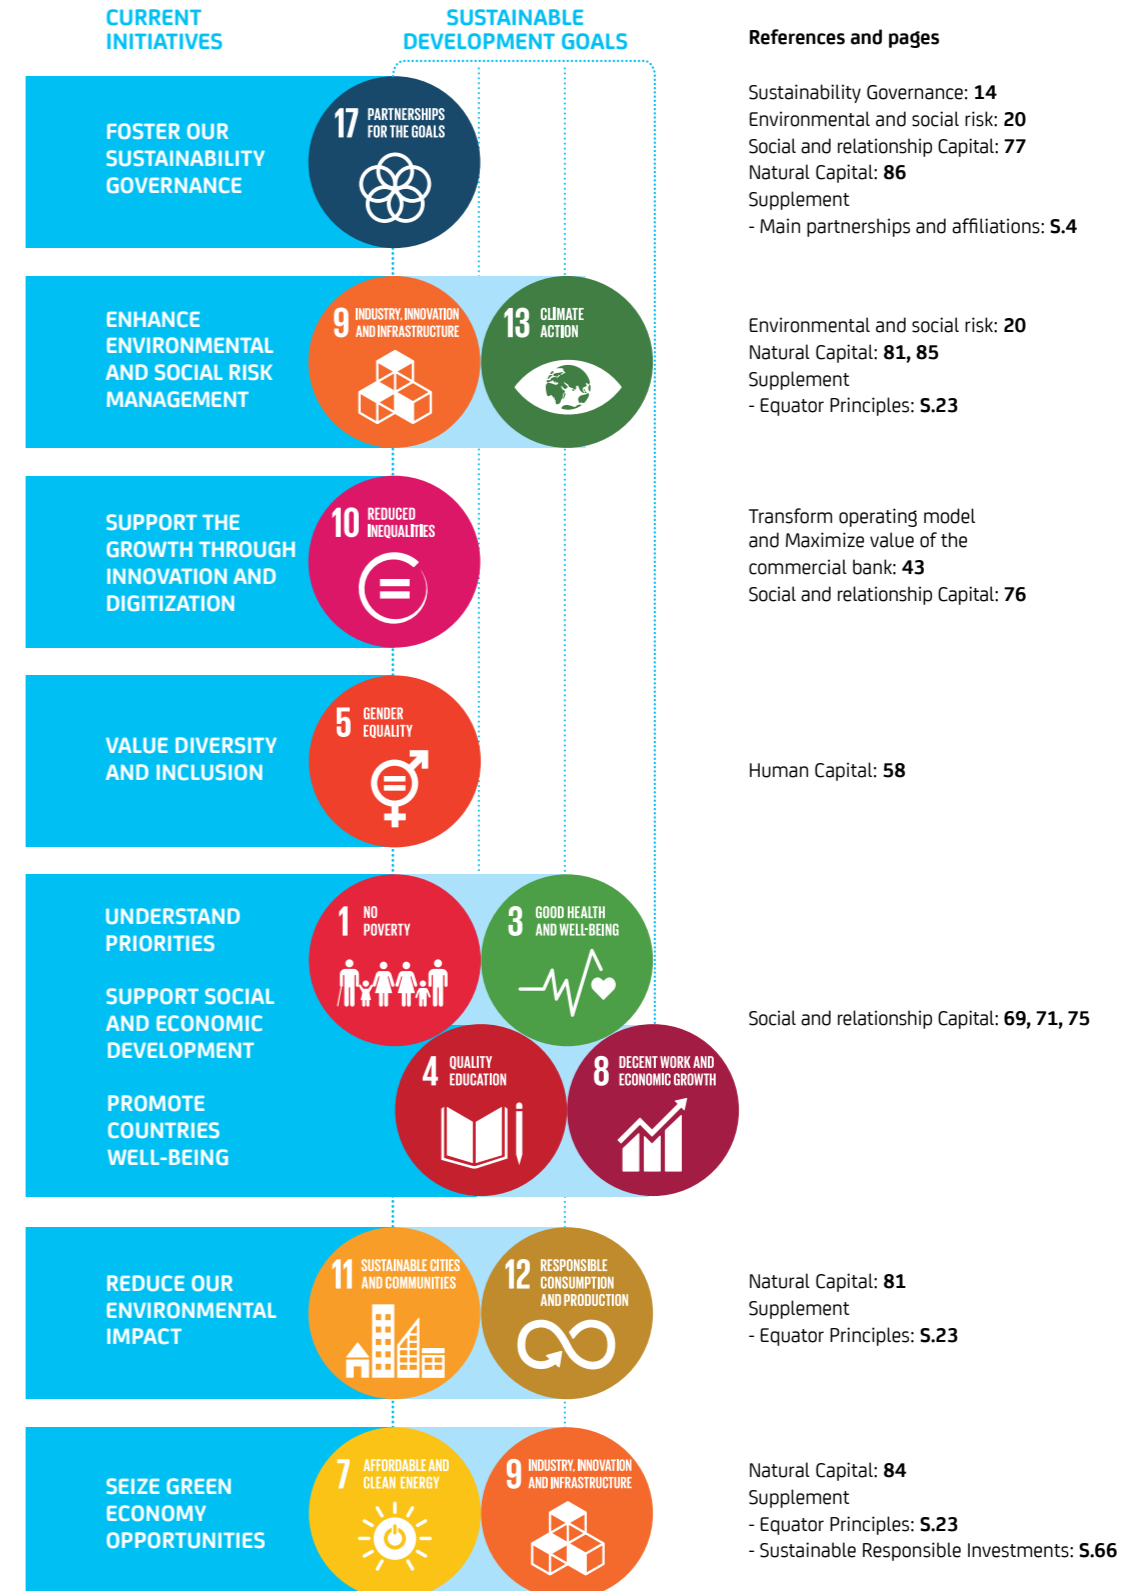 CURRENT
INITIATIVES
SUSTAINABLE
DEVELOPMENT GOALS
References and pages
FOSTER OUR
SUSTAINABILITY
GOVERNANCE
17 PARTNERSHIPS
FOR THE GOALS
Sustainability Governance: 14
Environmental and social risk: 20
Social and relationship Capital: 77
Natural Capital: 86
Supplement
- Main partnerships and affiliations: S.4
ENHANCE
ENVIRONMENTAL
AND SOCIAL RISK
MANAGEMENT
9 INDUSTRY, INNOVATION
AND INFRASTRUCTURE
13 CLIMATE
ACTION
Environmental and social risk: 20
Natural Capital: 81, 85
Supplement
- Equator Principles: S.23
SUPPORT THE
GROWTH THROUGH
INNOVATION AND
DIGITIZATION
10 REDUCED
INEQUALITIES
Transform operating model
and Maximize value of the
commercial bank: 43
Social and relationship Capital: 76
VALUE DIVERSITY
AND INCLUSION
5 GENDER
EQUALITY
Human Capital: 58
UNDERSTAND
PRIORITIES
SUPPORT SOCIAL
AND ECONOMIC
DEVELOPMENT
PROMOTE
COUNTRIES
WELL-BEING
1 NO
POVERTY
3 GOOD HEALTH
AND WELL-BEING
4 QUALITY
EDUCATION
8 DECENT WORK AND
ECONOMIC GROWTH
Social and relationship Capital: 69, 71, 75
REDUCE OUR
ENVIRONMENTAL
IMPACT
11 SUSTAINABLE CITIES
AND COMMUNITIES
12 RESPONSIBLE
CONSUMPTION
AND PRODUCTION
Natural Capital: 81
Supplement
- Equator Principles: S.23
SEIZE GREEN
ECONOMY
OPPORTUNITIES
7 AFFORDABLE AND
CLEAN ENERGY
9 INDUSTRY, INNOVATION
AND INFRASTRUCTURE
Natural Capital: 84
Supplement
- Equator Principles: S.23
- Sustainable Responsible Investments: S.66